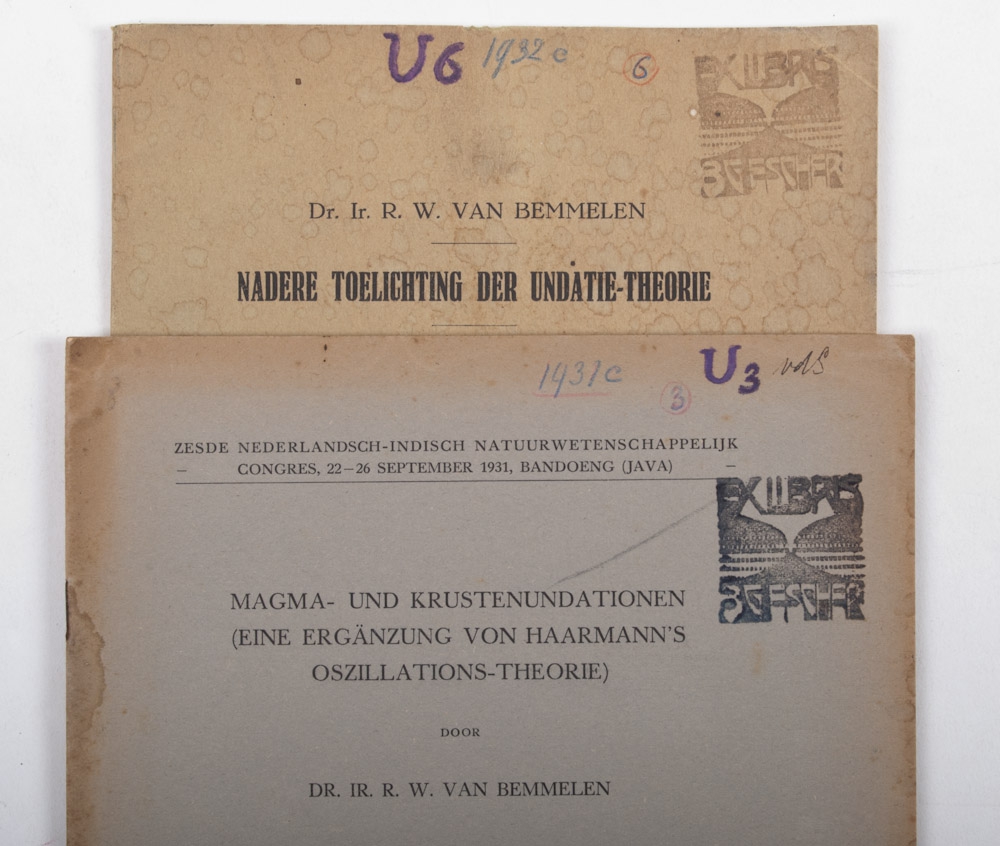 U6 1932 c 6
EX LIBRIS
BG ESCHER
Dr. Ir. R. W. VAN BEMMELEN
NADERE TOELICHTING DER UNDATIE-THEORIE
1931c 3 U3 vdS
ZESDE NEDERLANDSCH-INDISCH NATUURWETENSCHAPPELIJK
– CONGRES, 22–26 SEPTEMBER 1931, BANDOENG (JAVA) –
EX LIBRIS
BG ESCHER
MAGMA- UND KRUSTENUNDATIONEN
(EINE ERGÄNZUNG VON HAARMANN'S
OSZILLATIONS-THEORIE)
DOOR
DR. IR. R. W. VAN BEMMELEN